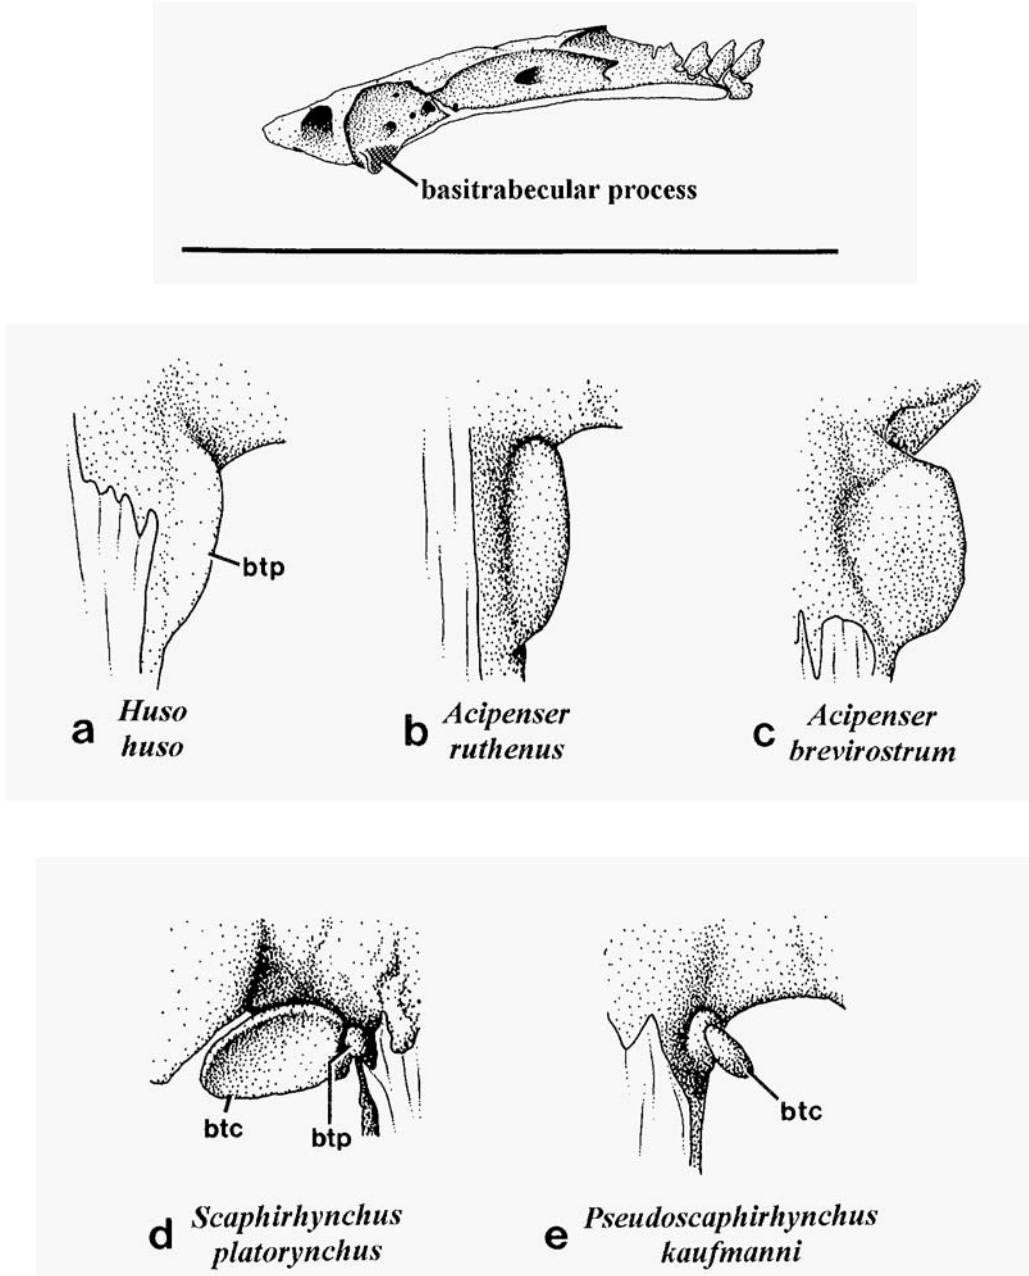 basitrabecular process
btp
a Huso
huso
b Acipenser
ruthenus
c Acipenser
brevirostrum
btc
btp
btc
d Scaphirhynchus
platorynchus
e Pseudoscaphirhynchus
kaufmanni